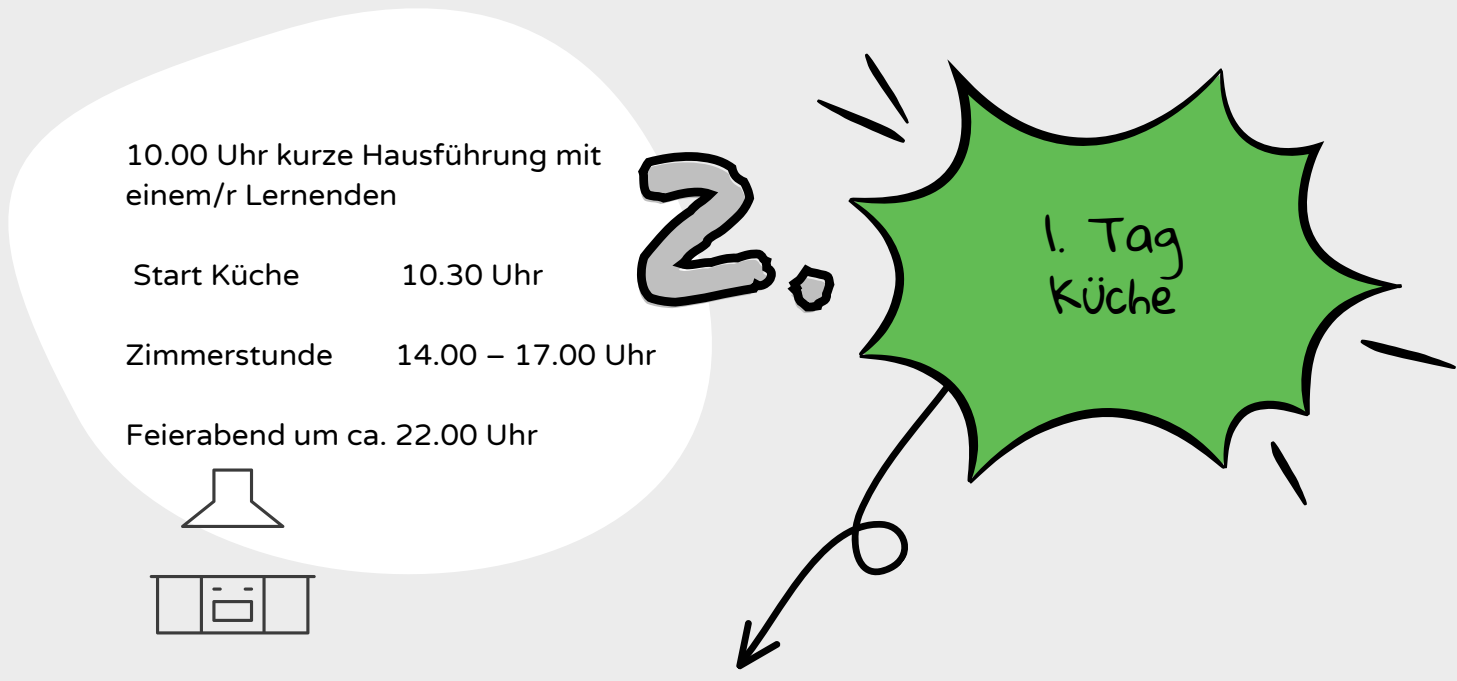 10.00 Uhr kurze Hausführung mit
einem/r Lernenden
Start Küche 10.30 Uhr
Zimmerstunde 14.00 – 17.00 Uhr
Feierabend um ca. 22.00 Uhr
2.
1. Tag
Küche